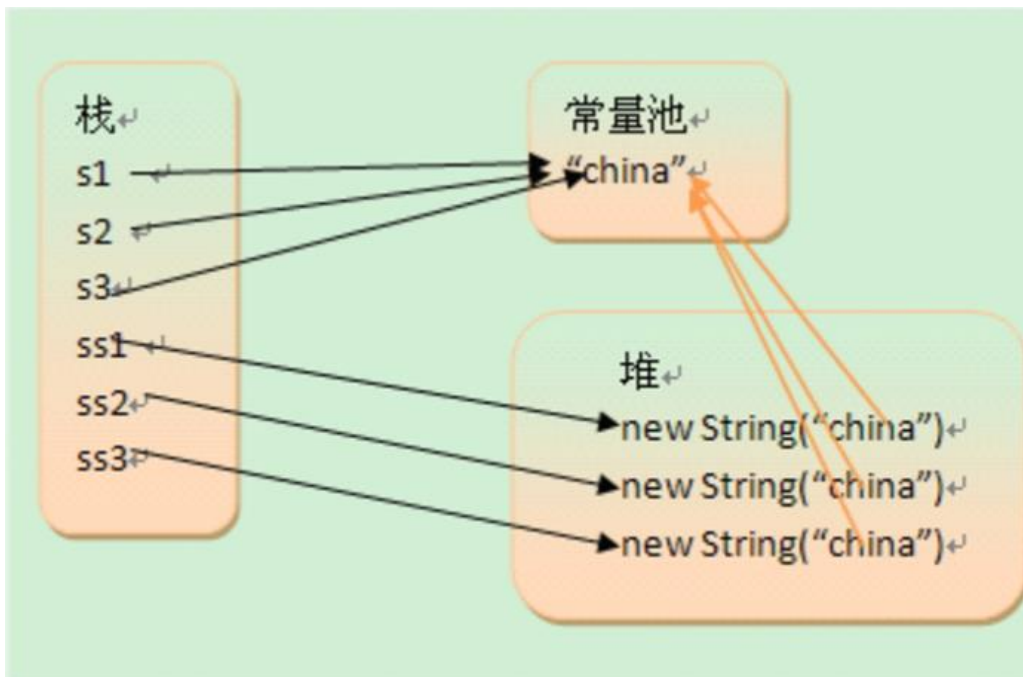 栈
s1
s2
s3
ss1
ss2
ss3
常量池
“china”
堆
new String(“china”)
new String(“china”)
new String(“china”)